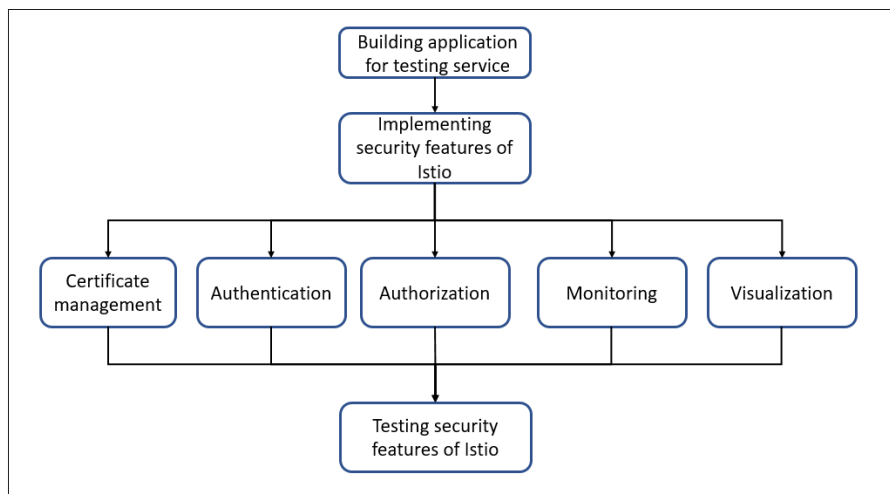 Building application
for testing service
Implementing
security features of
Istio
Certificate
management
Authentication
Authorization
Monitoring
Visualization
Testing security
features of Istio